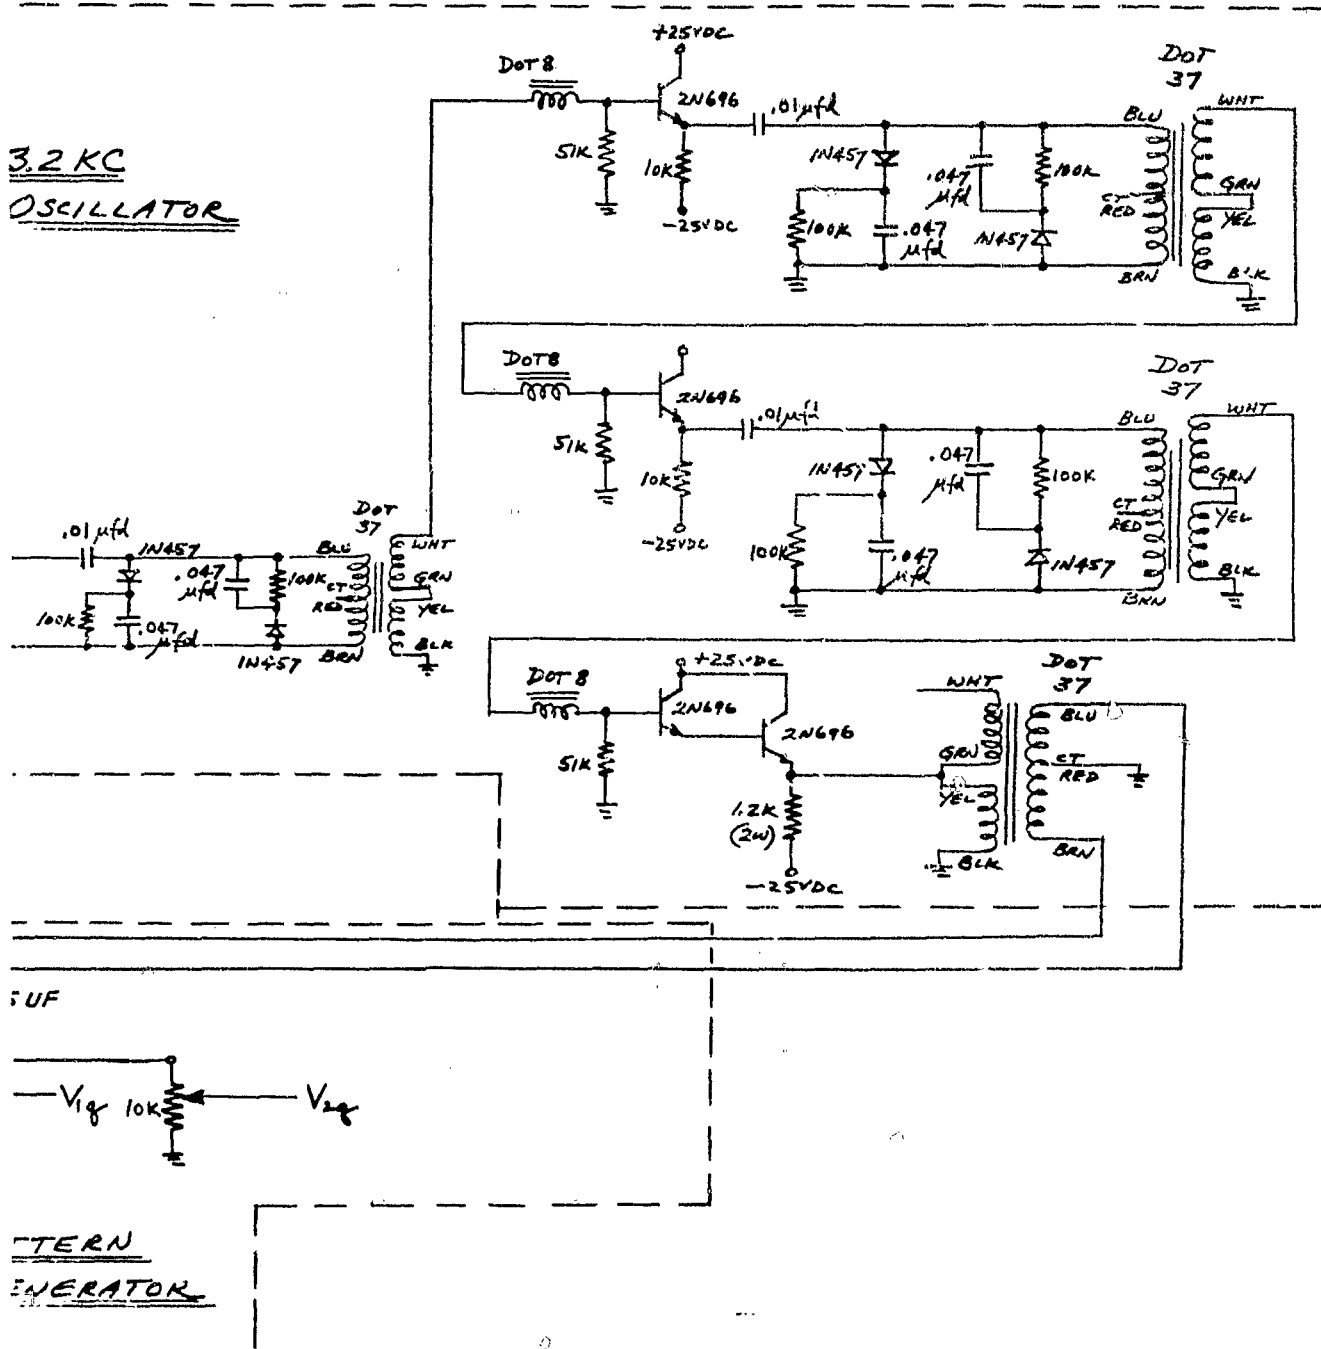 +25VDC
DOT 8
2N696
.01 µfd
51K
10K
-25VDC
1N457
100K
.047
µfd
.047
µfd
100K
1N457
DOT
37
BLU
CT
RED
BRN
WHT
GRN
YEL
BLK
3.2 KC
OSCILLATOR
DOT 8
2N696
.01 µfd
51K
10K
-25VDC
1N457
100K
.047
µfd
.047
µfd
100K
1N457
DOT
37
BLU
CT
RED
BRN
WHT
GRN
YEL
BLK
.01 µfd
1N457
100K
.047
µfd
.047
µfd
100K
1N457
DOT
37
BLU
CT
RED
BRN
WHT
GRN
YEL
BLK
DOT 8
+25VDC
2N696
2N696
51K
1.2K
(2W)
-25VDC
DOT
37
WHT
GRN
YEL
BLK
BLU
CT
RED
BRN
UF
V1q
10K
V2q
TTERN
ENERATOR